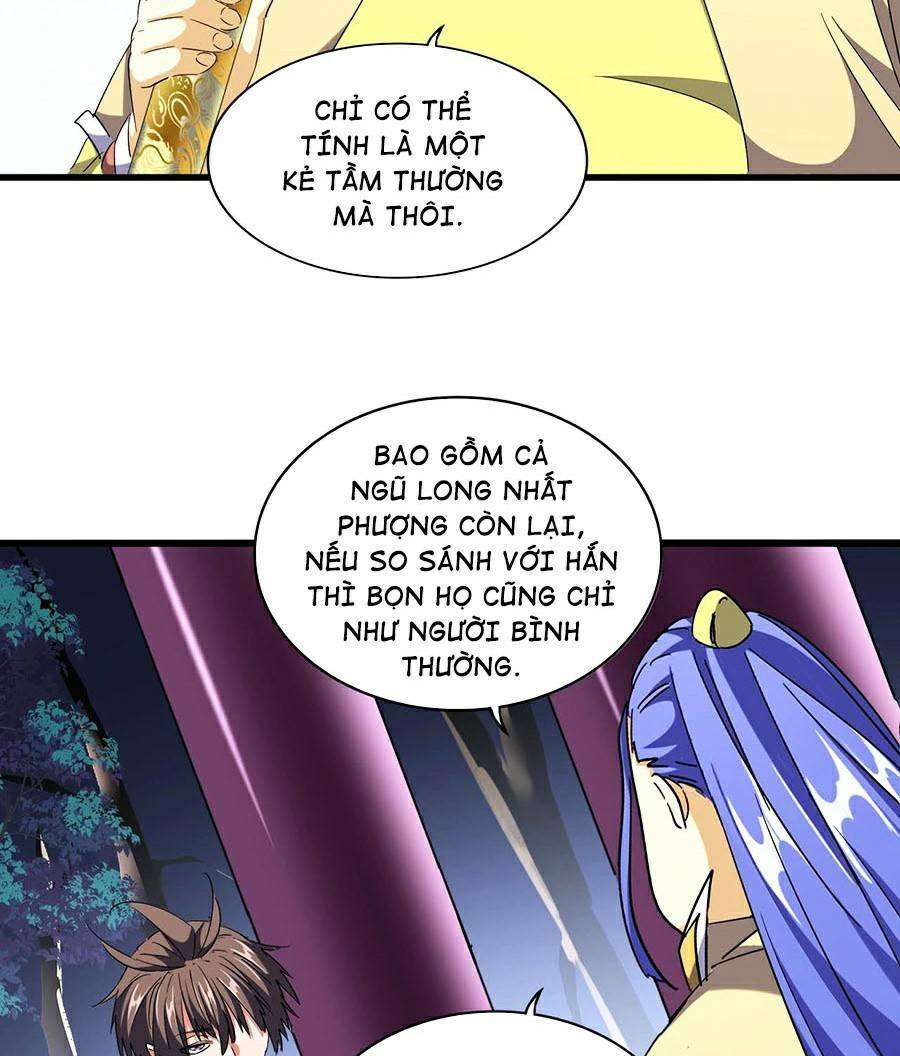 CHỈ CÓ THỂ
TÍNH LÀ MỘT
KẺ TẦM THƯỜNG
MÀ THÔI.
BAO GỒM CẢ
NGŨ LONG NHẤT
PHƯỢNG CÒN LẠI,
NẾU SO SÁNH VỚI HẮN
THÌ BỌN HỌ CŨNG CHỈ
NHƯ NGƯỜI BÌNH
THƯỜNG.